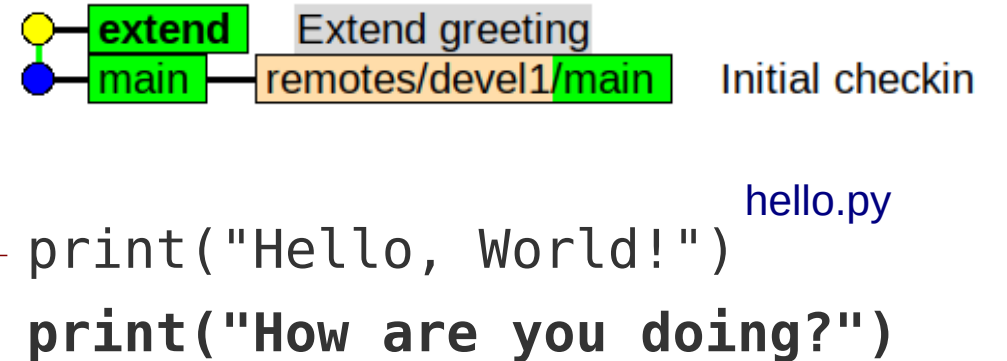 extend Extend greeting
main remotes/devel1/main Initial checkin
hello.py
print("Hello, World!")
print("How are you doing?")